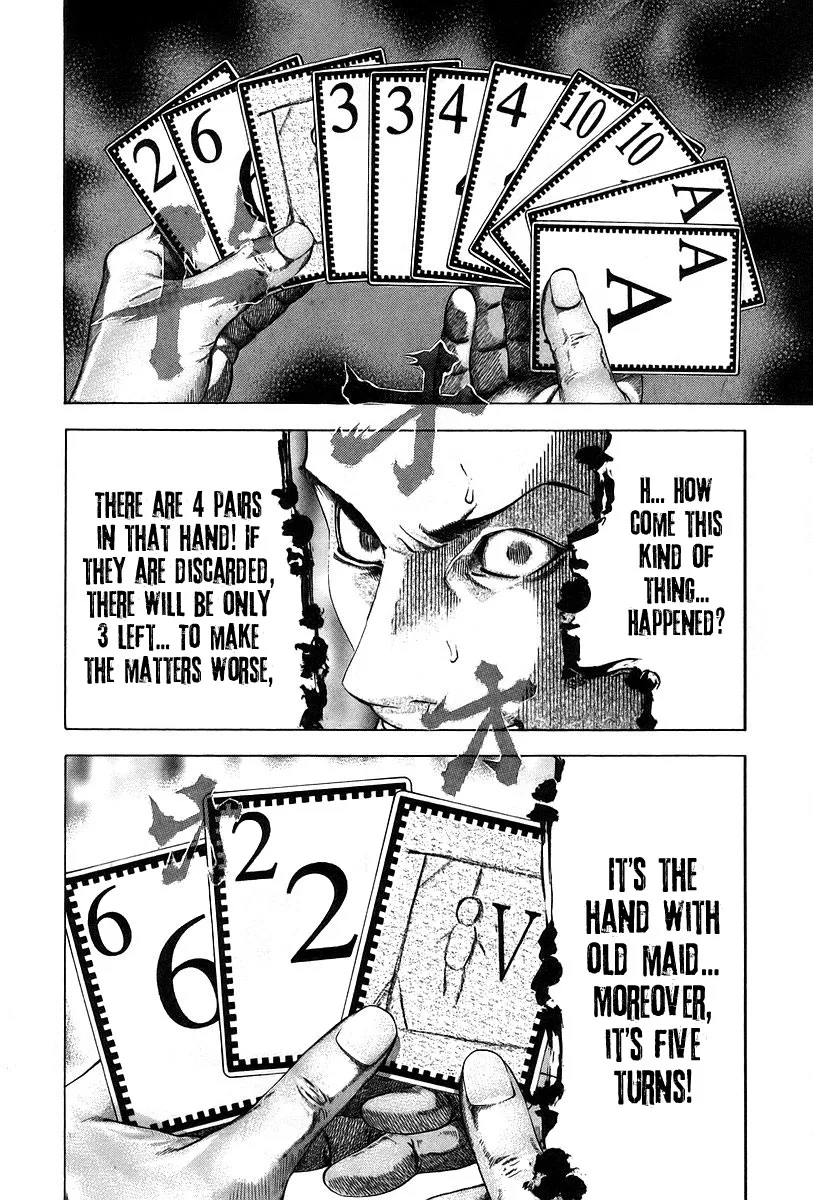 2
6
3
3
4
4
10
10
A
A
A
H... HOW
COME THIS
KIND OF
THING...
HAPPENED?
THERE ARE 4 PAIRS
IN THAT HAND! IF
THEY ARE DISCARDED,
THERE WILL BE ONLY
3 LEFT... TO MAKE
THE MATTERS WORSE,
IT'S THE
HAND WITH
OLD MAID...
MOREOVER,
IT'S FIVE
TURNS!
6
6
2
2
V